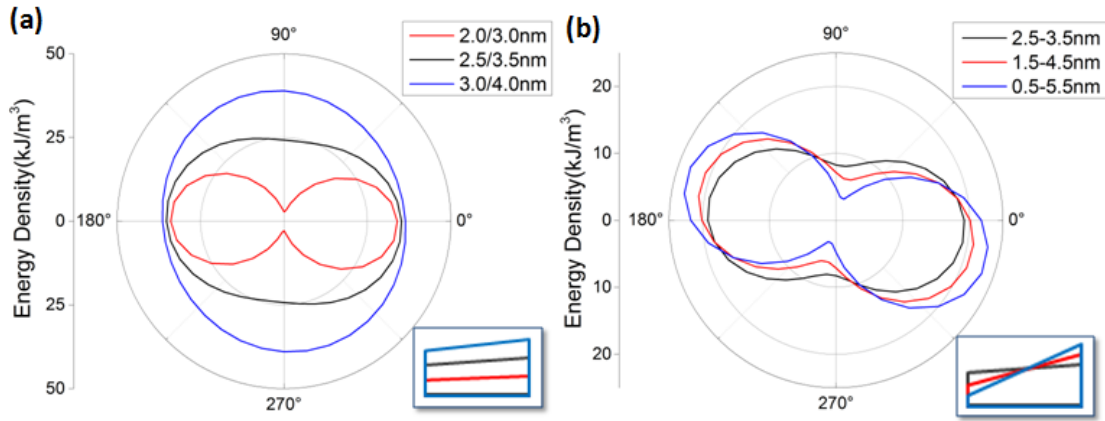 (a)
90°
2.0/3.0nm
2.5/3.5nm
3.0/4.0nm
50
25
0
25
50
Energy Density(kJ/m³)
180°
0°
270°
(b)
90°
2.5-3.5nm
1.5-4.5nm
0.5-5.5nm
20
10
0
10
20
Energy Density(kJ/m³)
180°
0°
270°